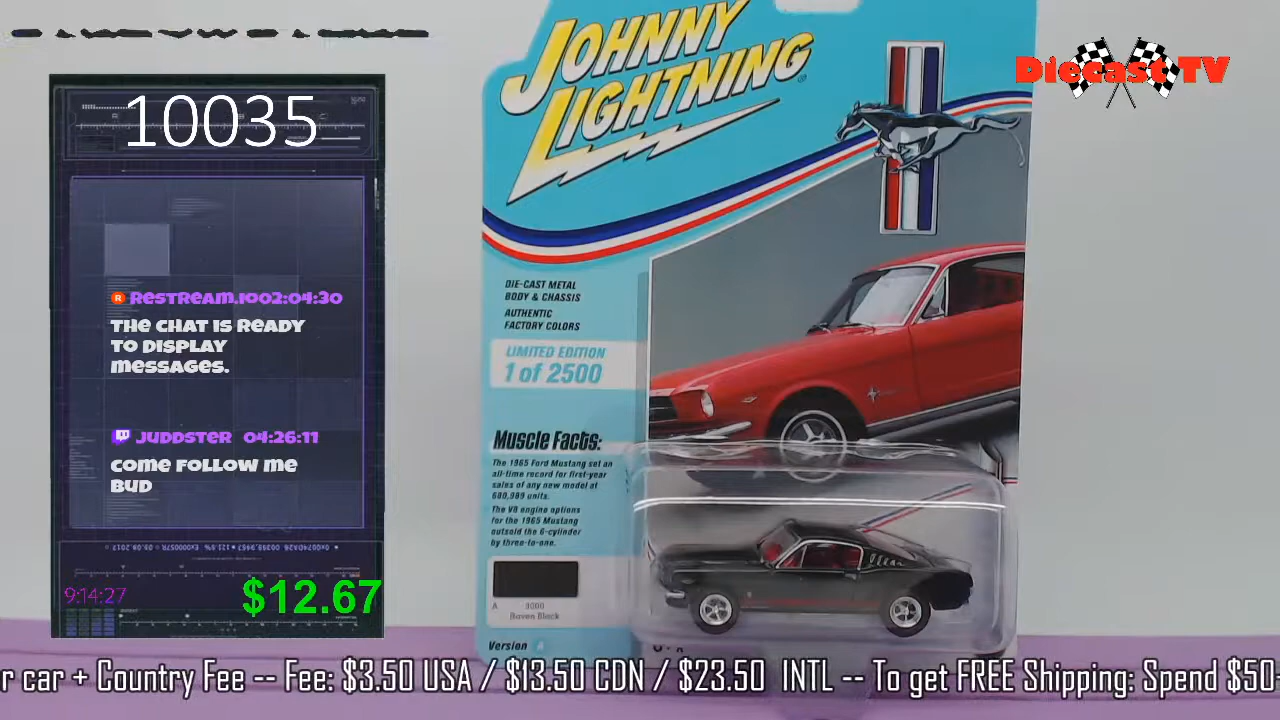 10035
Restream.io 02:04:30
The chat is ready
to display
messages.
Juddster 04:26:11
Come follow me
bud
9:14:27
$12.67
JOHNNY
LIGHTNING
DIE-CAST METAL
BODY & CHASSIS
AUTHENTIC
FACTORY COLORS
LIMITED EDITION
1 of 2500
Muscle Facts:
The 1965 Ford Mustang set an
all-time record for first-year
sales of any new model at
680,989 units.
The V8 engine options
for the 1965 Mustang
outsold the 6-cylinder
by three-to-one.
A 3000
Raven Black
Version A
Diecast TV
r car + Country Fee -- Fee: $3.50 USA / $13.50 CDN / $23.50 INTL -- To get FREE Shipping: Spend $50